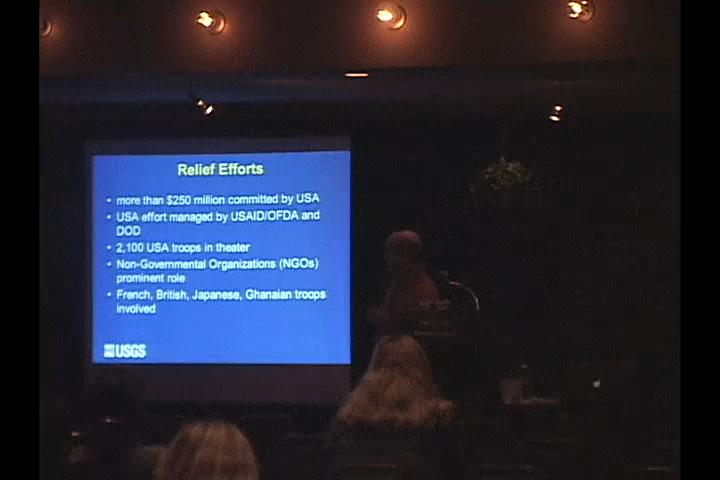 Relief Efforts
• more than $250 million committed by USA
• USA effort managed by USAID/OFDA and
DOD
• 2,100 USA troops in theater
• Non-Governmental Organizations (NGOs)
prominent role
• French, British, Japanese, Ghanaian troops
involved
USGS